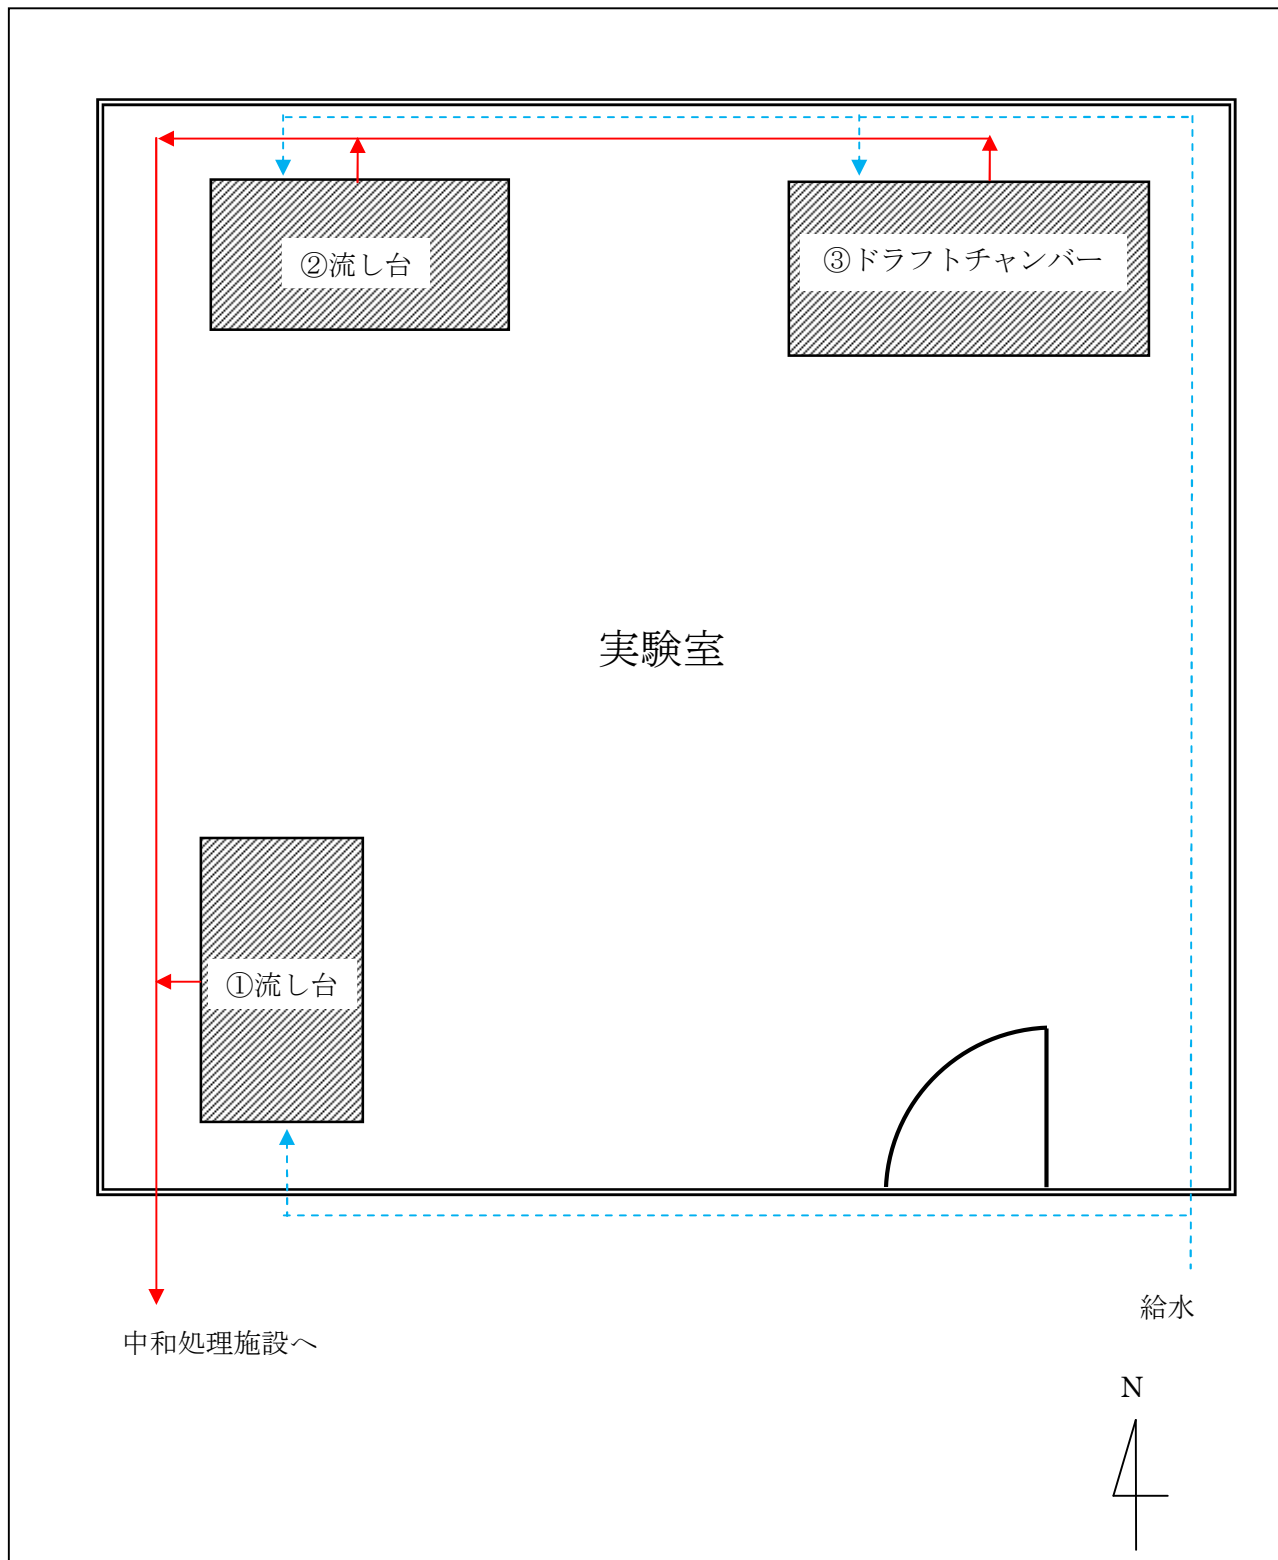 ②流し台
③ドラフトチャンバー
実験室
①流し台
給水
中和処理施設へ
N